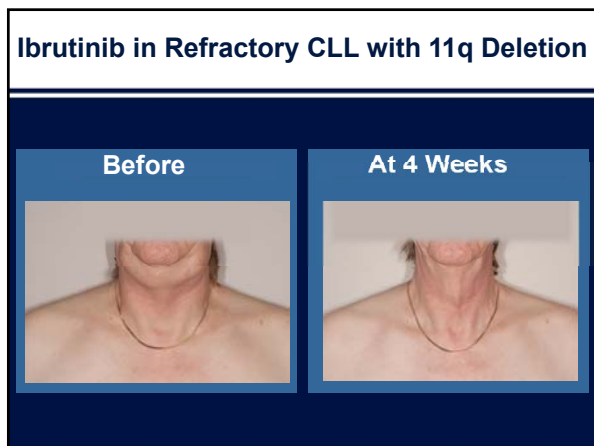 Ibrutinib in Refractory CLL with 11q Deletion
Before
At 4 Weeks